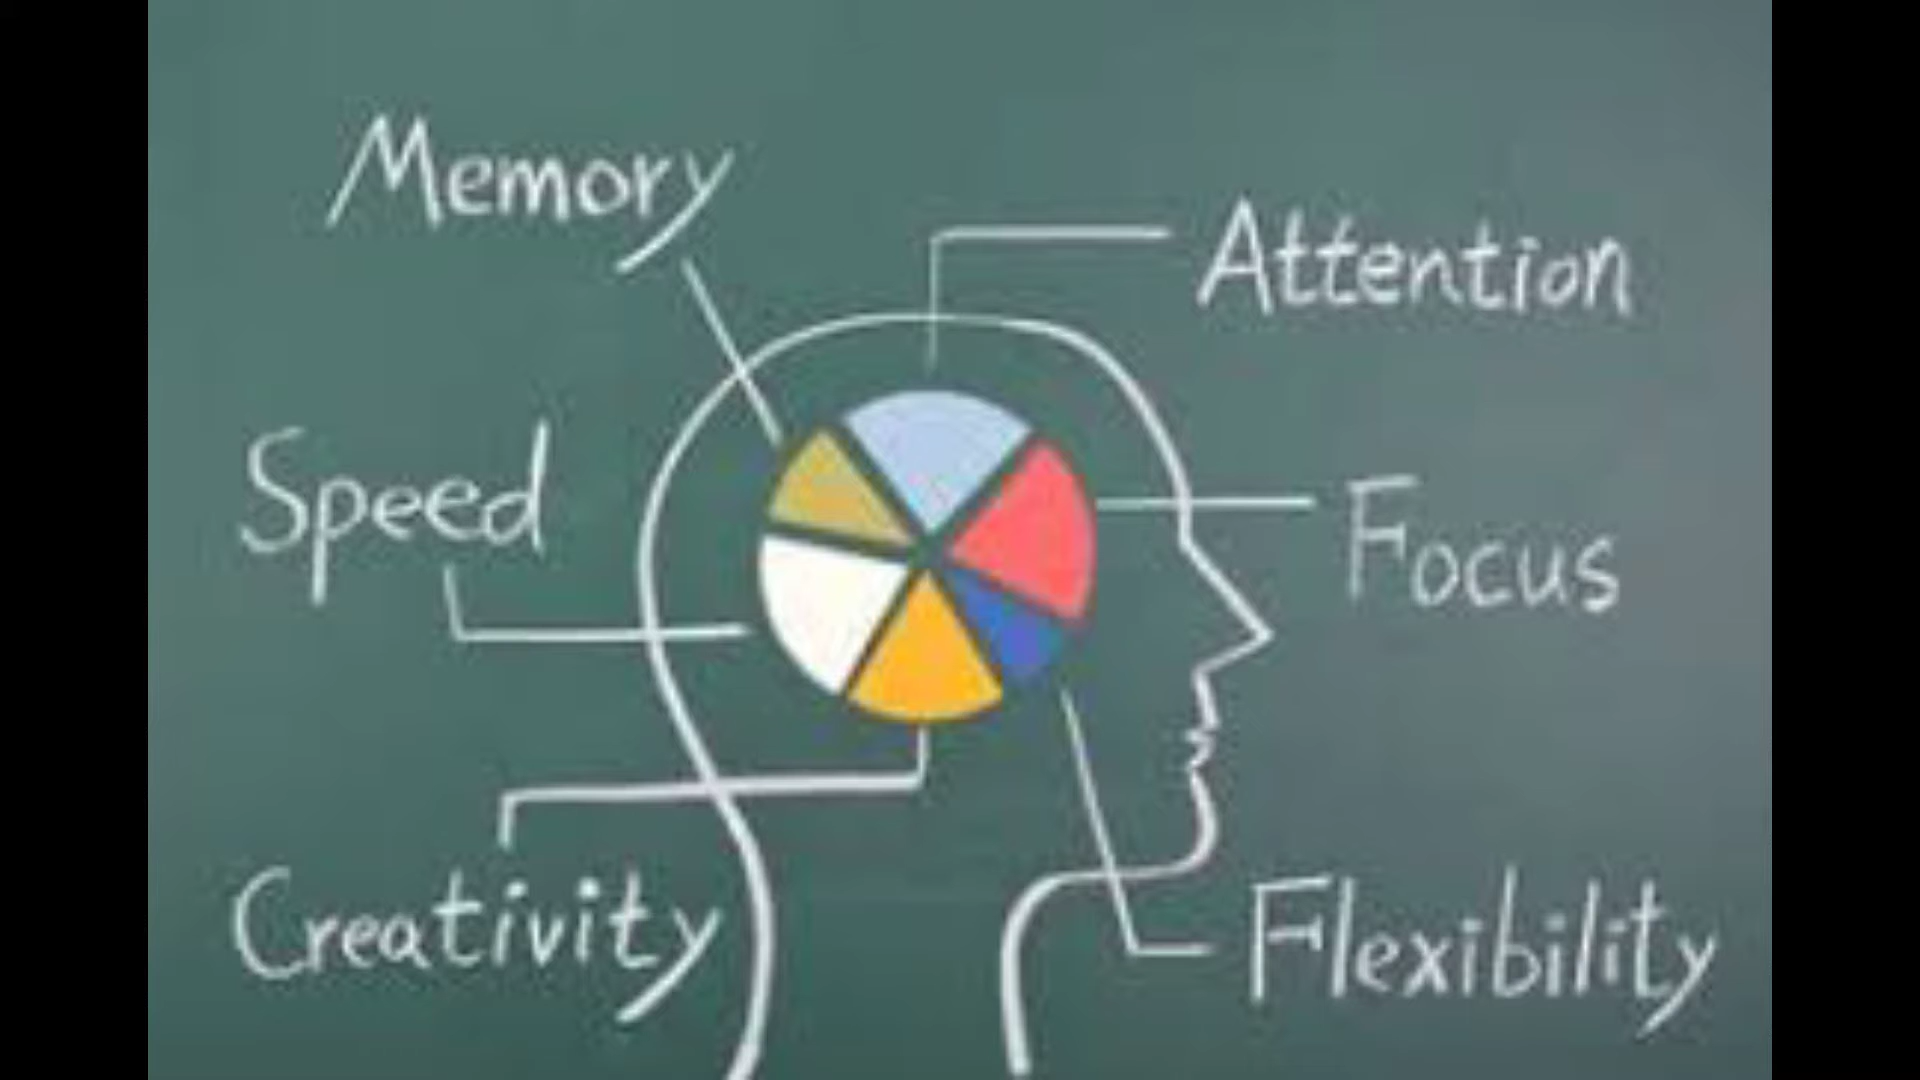 Memory
Attention
Speed
Focus
Creativity
Flexibility